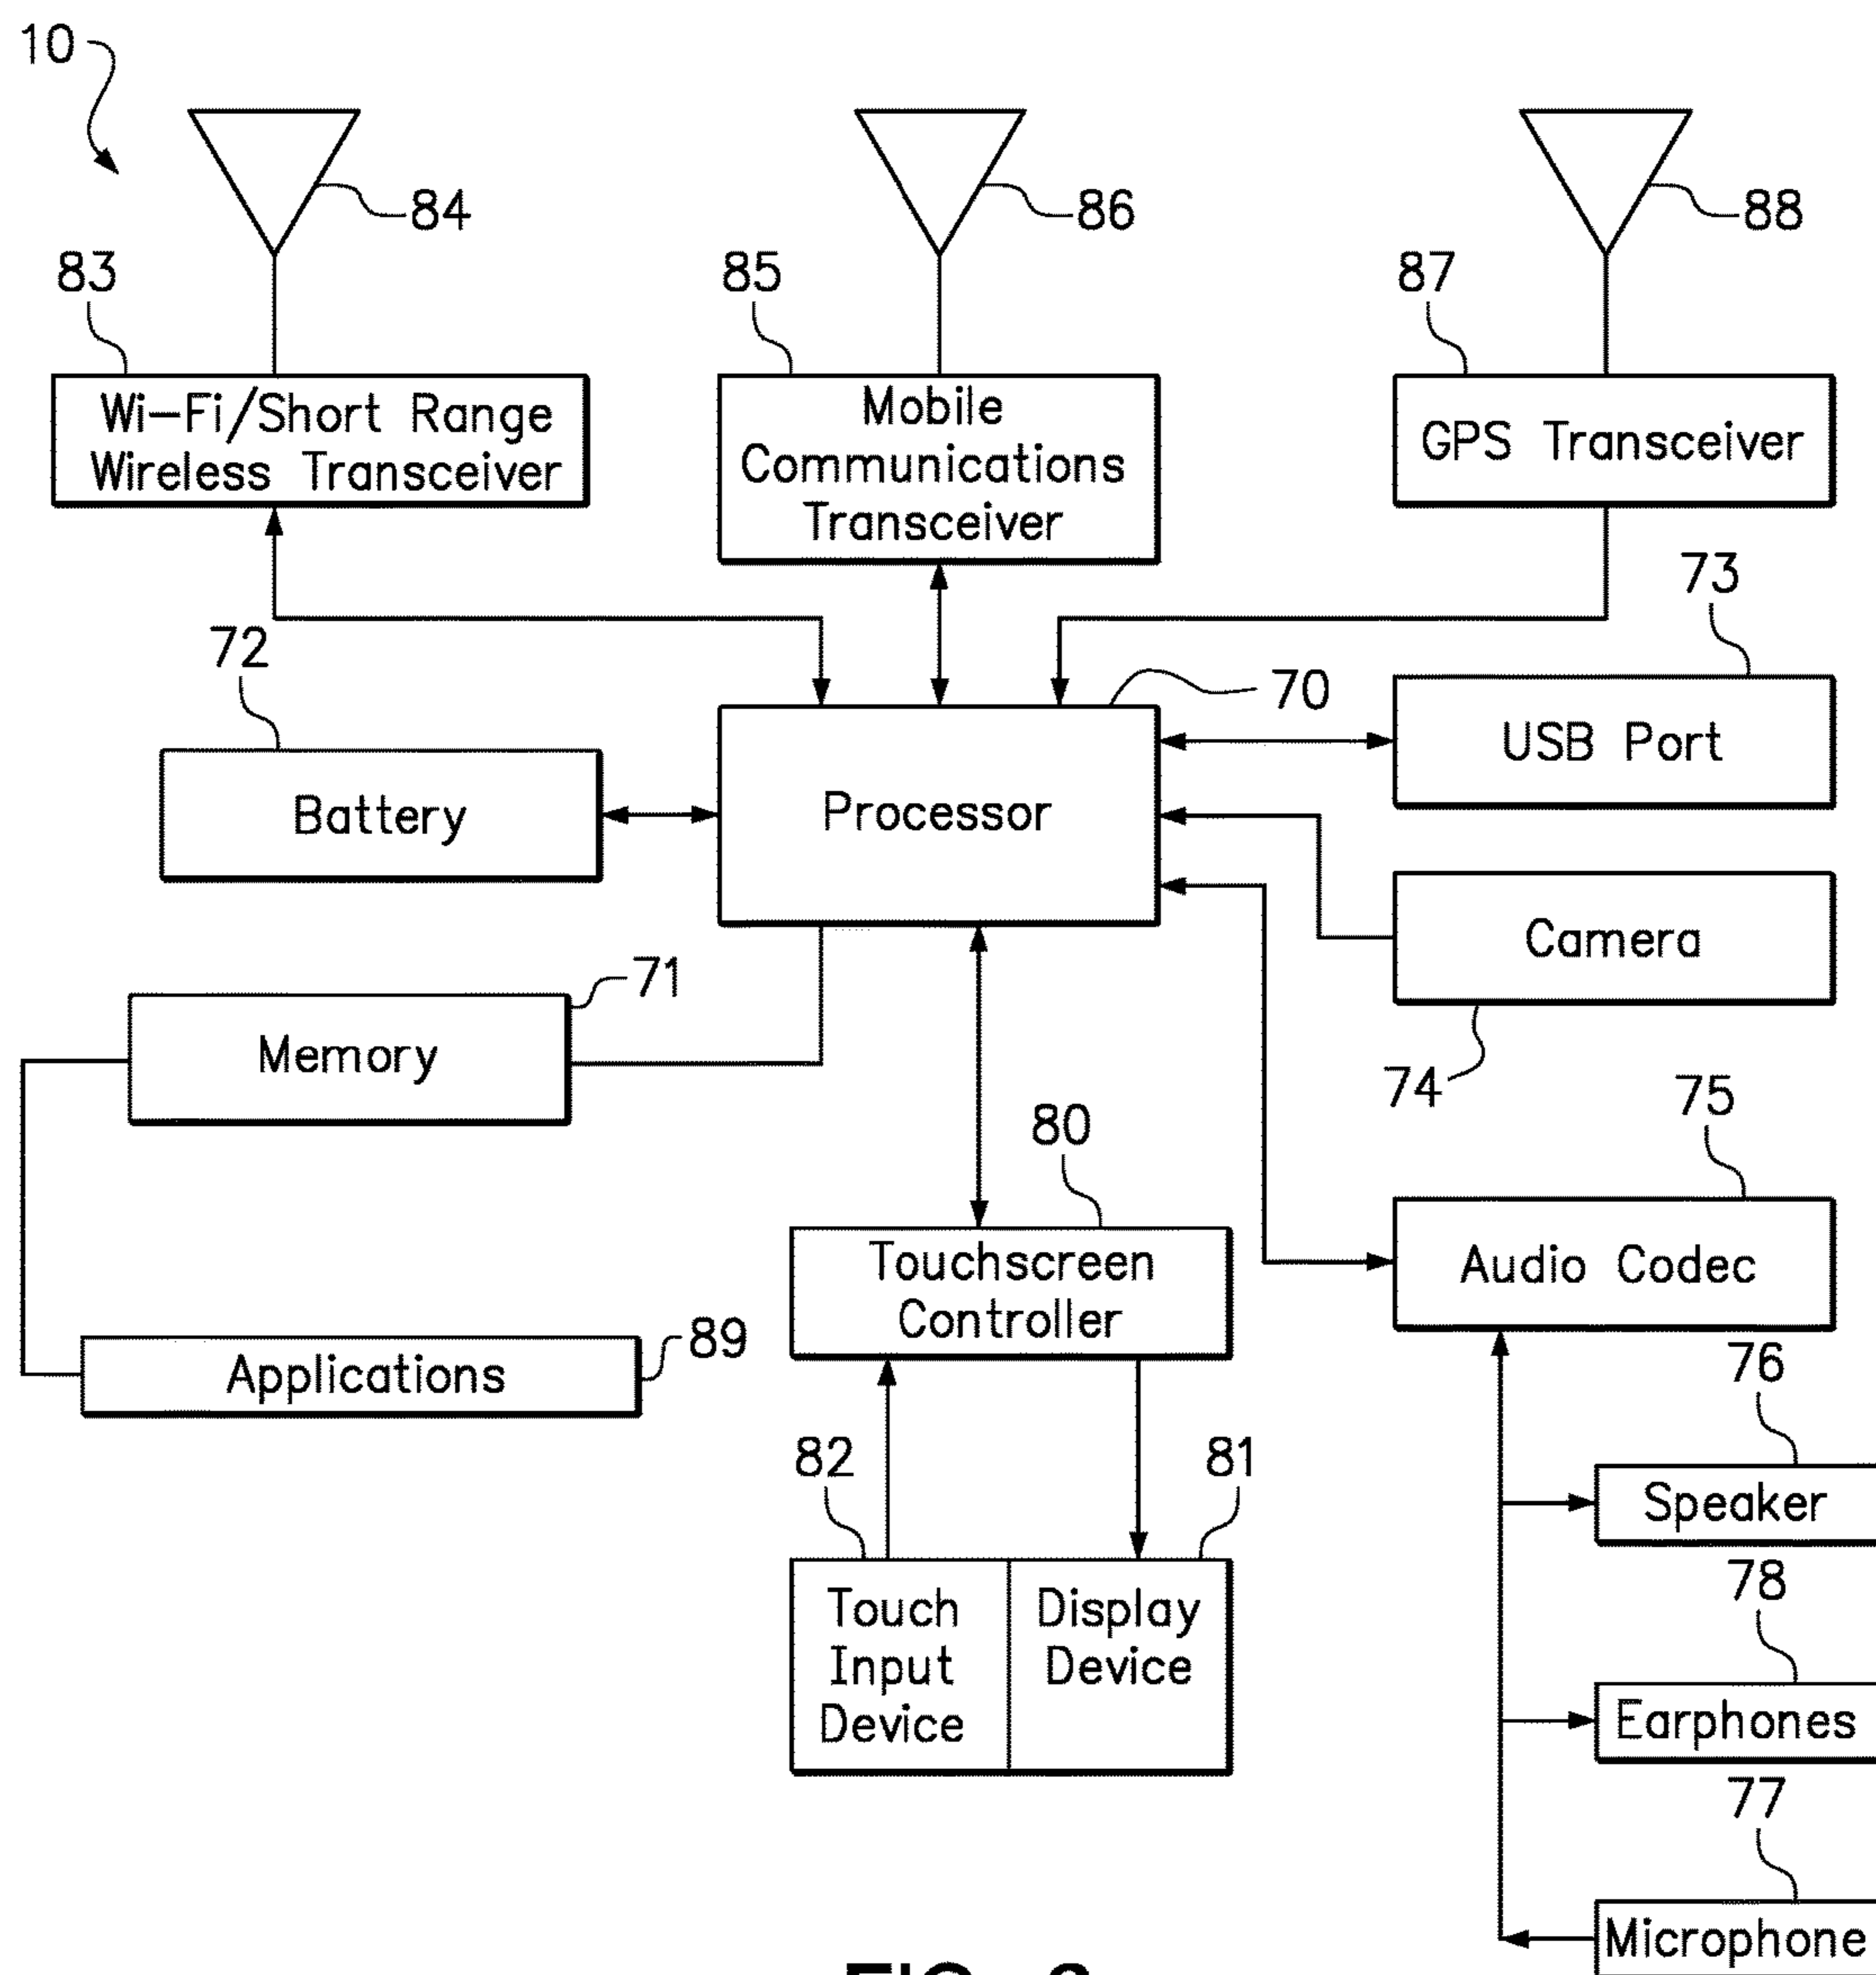 10
84
86
88
83
85
87
Wi-Fi/Short Range
Wireless Transceiver
Mobile
Communications
Transceiver
GPS Transceiver
73
72
70
USB Port
Battery
Processor
Camera
71
Memory
74
75
80
Touchscreen
Controller
Audio Codec
89
Applications
76
82
81
Speaker
78
Touch
Input
Device
Display
Device
Earphones
77
Microphone